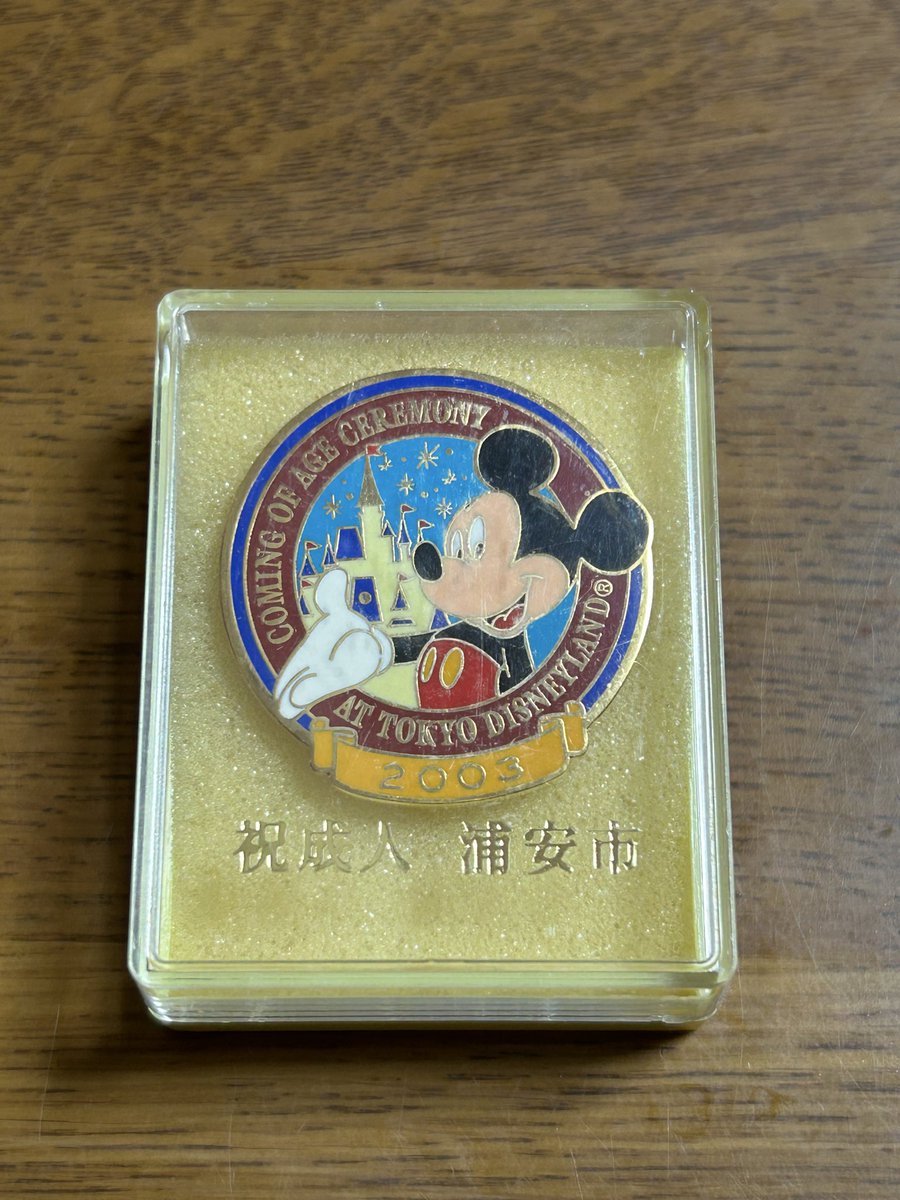 COMING OF AGE CEREMONY
AT TOKYO DISNEYLAND®
2003
祝成人 浦安市